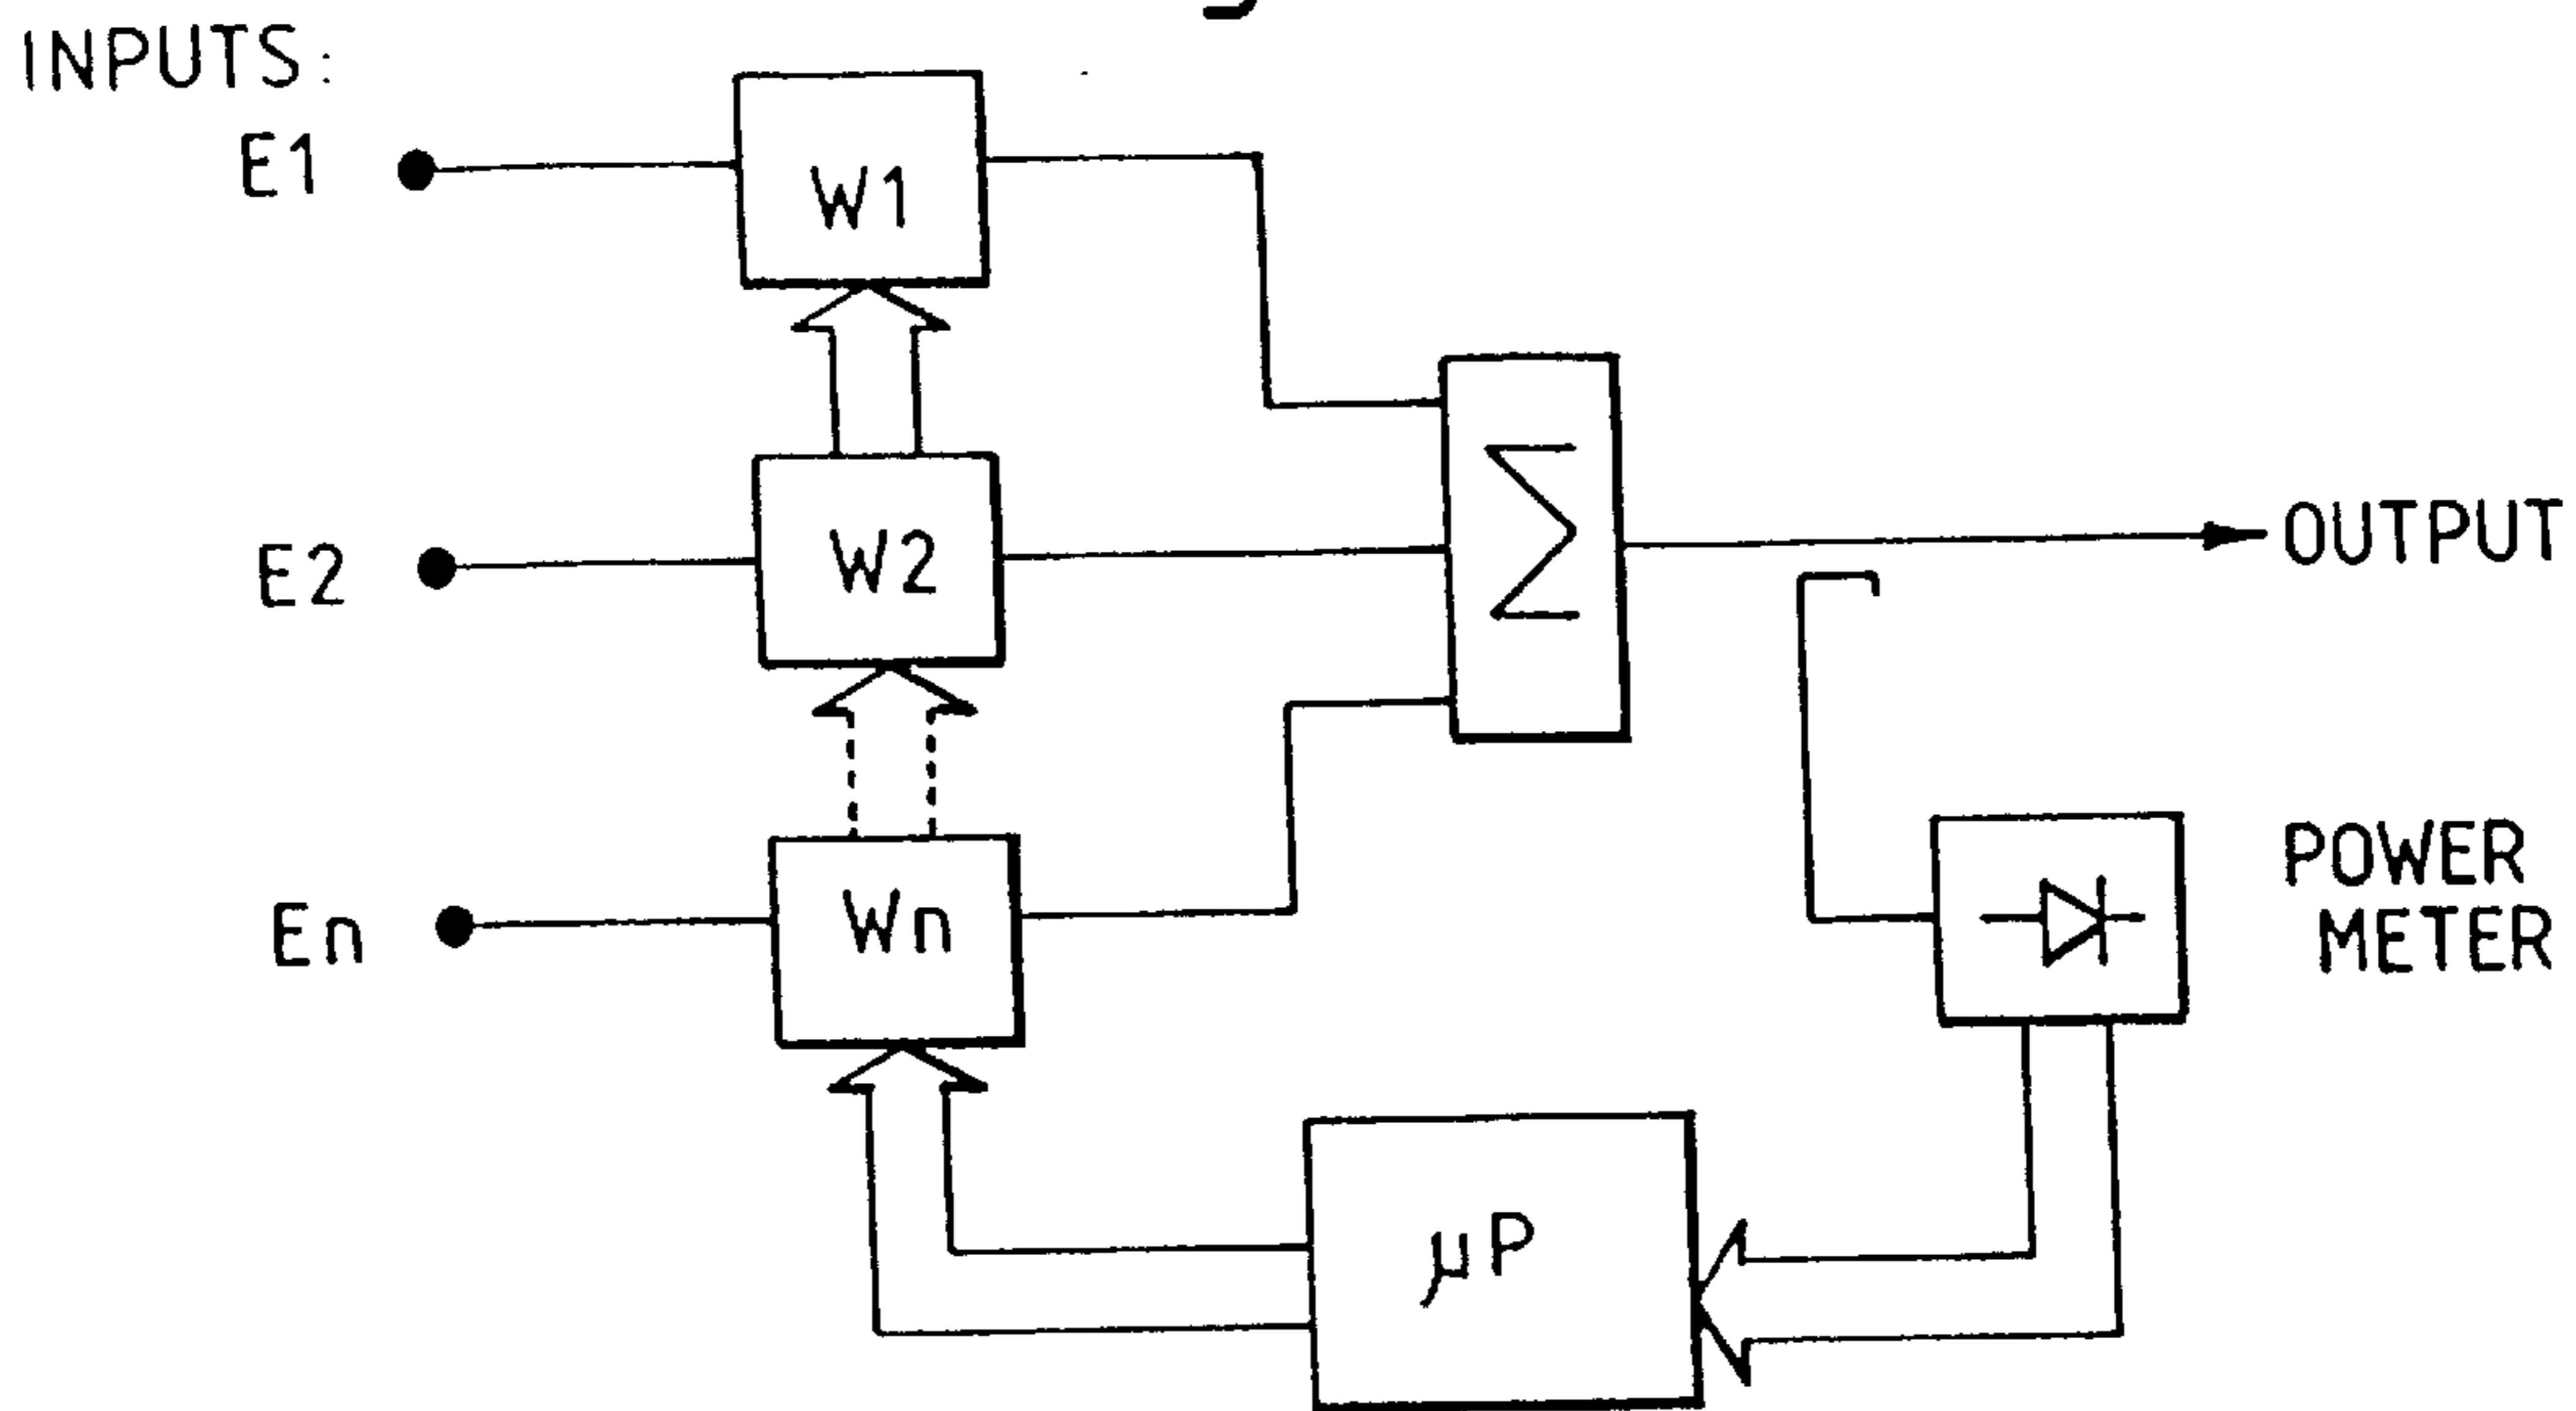 INPUTS:
E1
W1
E2
W2
Σ
OUTPUT
En
Wn
POWER
METER
μP